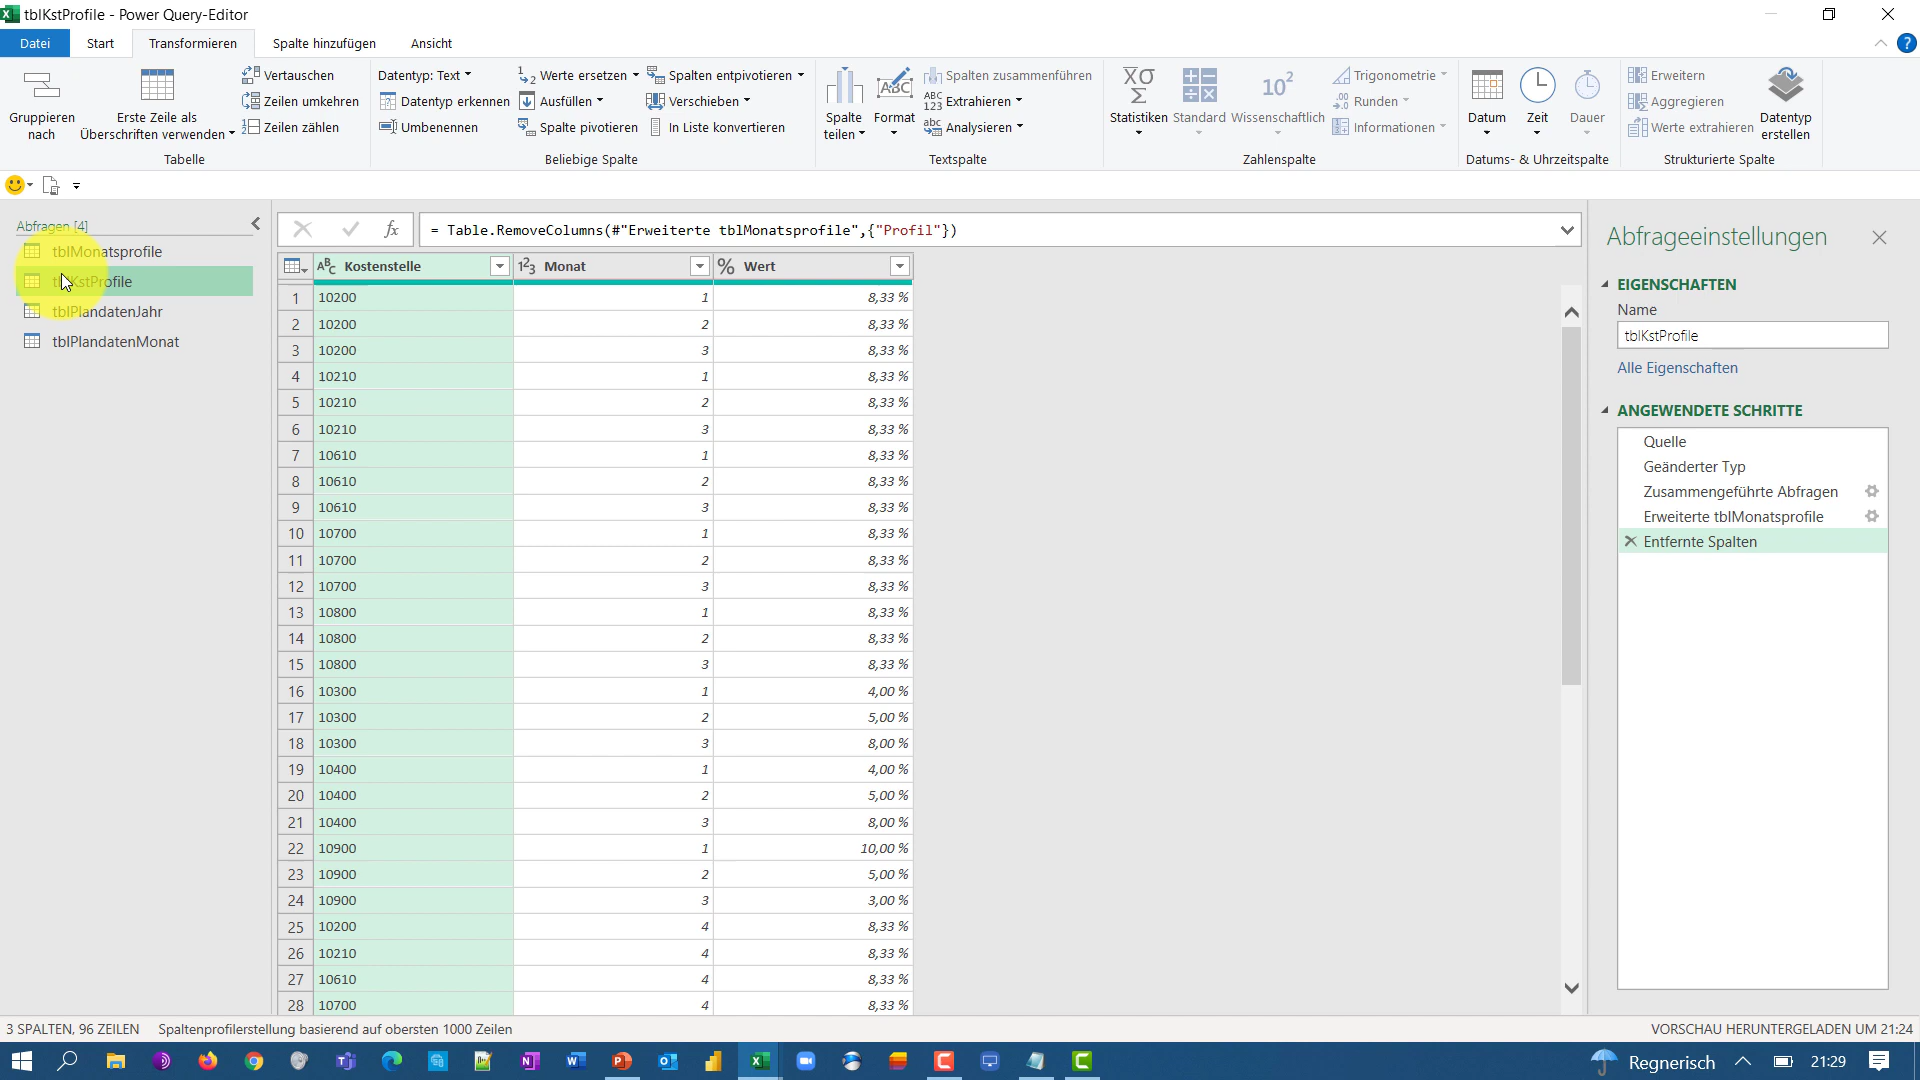 tblKstProfile - Power Query-Editor
Datei Start Transformieren Spalte hinzufügen Ansicht
Gruppieren nach
Erste Zeile als Überschriften verwenden
Vertauschen
Zeilen umkehren
Zeilen zählen
Tabelle
Datentyp: Text
Datentyp erkennen
Umbenennen
Werte ersetzen
Ausfüllen
Spalte pivotieren
Spalten entpivotieren
Verschieben
In Liste konvertieren
Beliebige Spalte
Spalte teilen
Format
Spalten zusammenführen
Extrahieren
Analysieren
Textspalte
Statistiken
Standard
Wissenschaftlich
Trigonometrie
Runden
Informationen
Zahlenspalte
Datum
Zeit
Dauer
Datums- & Uhrzeitspalte
Erweitern
Aggregieren
Werte extrahieren
Datentyp erstellen
Strukturierte Spalte
Abfragen [4]
tblMonatsprofile
tblKstProfile
tblPlandatenJahr
tblPlandatenMonat
= Table.RemoveColumns(#"Erweiterte tblMonatsprofile",{"Profil"})
Kostenstelle Monat Wert
1 10200 1 8,33 %
2 10200 2 8,33 %
3 10200 3 8,33 %
4 10210 1 8,33 %
5 10210 2 8,33 %
6 10210 3 8,33 %
7 10610 1 8,33 %
8 10610 2 8,33 %
9 10610 3 8,33 %
10 10700 1 8,33 %
11 10700 2 8,33 %
12 10700 3 8,33 %
13 10800 1 8,33 %
14 10800 2 8,33 %
15 10800 3 8,33 %
16 10300 1 4,00 %
17 10300 2 5,00 %
18 10300 3 8,00 %
19 10400 1 4,00 %
20 10400 2 5,00 %
21 10400 3 8,00 %
22 10900 1 10,00 %
23 10900 2 5,00 %
24 10900 3 3,00 %
25 10200 4 8,33 %
26 10210 4 8,33 %
27 10610 4 8,33 %
28 10700 4 8,33 %
Abfrageeinstellungen
EIGENSCHAFTEN
Name
tblKstProfile
Alle Eigenschaften
ANGEWENDETE SCHRITTE
Quelle
Geänderter Typ
Zusammengeführte Abfragen
Erweiterte tblMonatsprofile
Entfernte Spalten
3 SPALTEN, 96 ZEILEN Spaltenprofilerstellung basierend auf obersten 1000 Zeilen
VORSCHAU HERUNTERGELADEN UM 21:24
Regnerisch 21:29